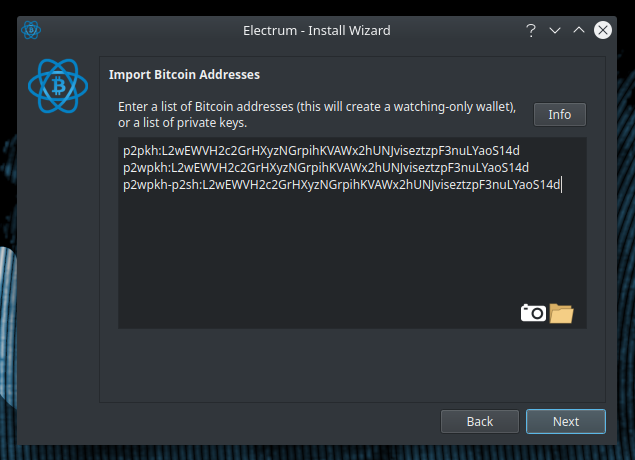 Electrum - Install Wizard
Import Bitcoin Addresses
Enter a list of Bitcoin addresses (this will create a watching-only wallet),
or a list of private keys.
Info
p2pkh:L2wEWVH2c2GrHXyzNGrpihKVAWx2hUNJviseztzpF3nuLYaoS14d
p2wpkh:L2wEWVH2c2GrHXyzNGrpihKVAWx2hUNJviseztzpF3nuLYaoS14d
p2wpkh-p2sh:L2wEWVH2c2GrHXyzNGrpihKVAWx2hUNJviseztzpF3nuLYaoS14d
Back
Next